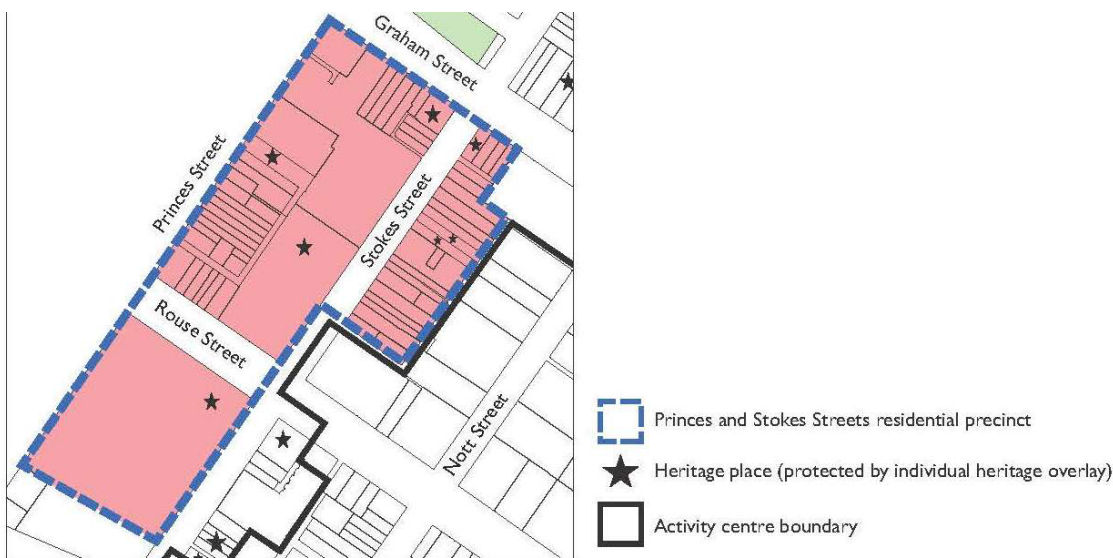 Graham Street
Princes Street
Stokes Street
Rouse Street
Nott Street
Princes and Stokes Streets residential precinct
Heritage place (protected by individual heritage overlay)
Activity centre boundary